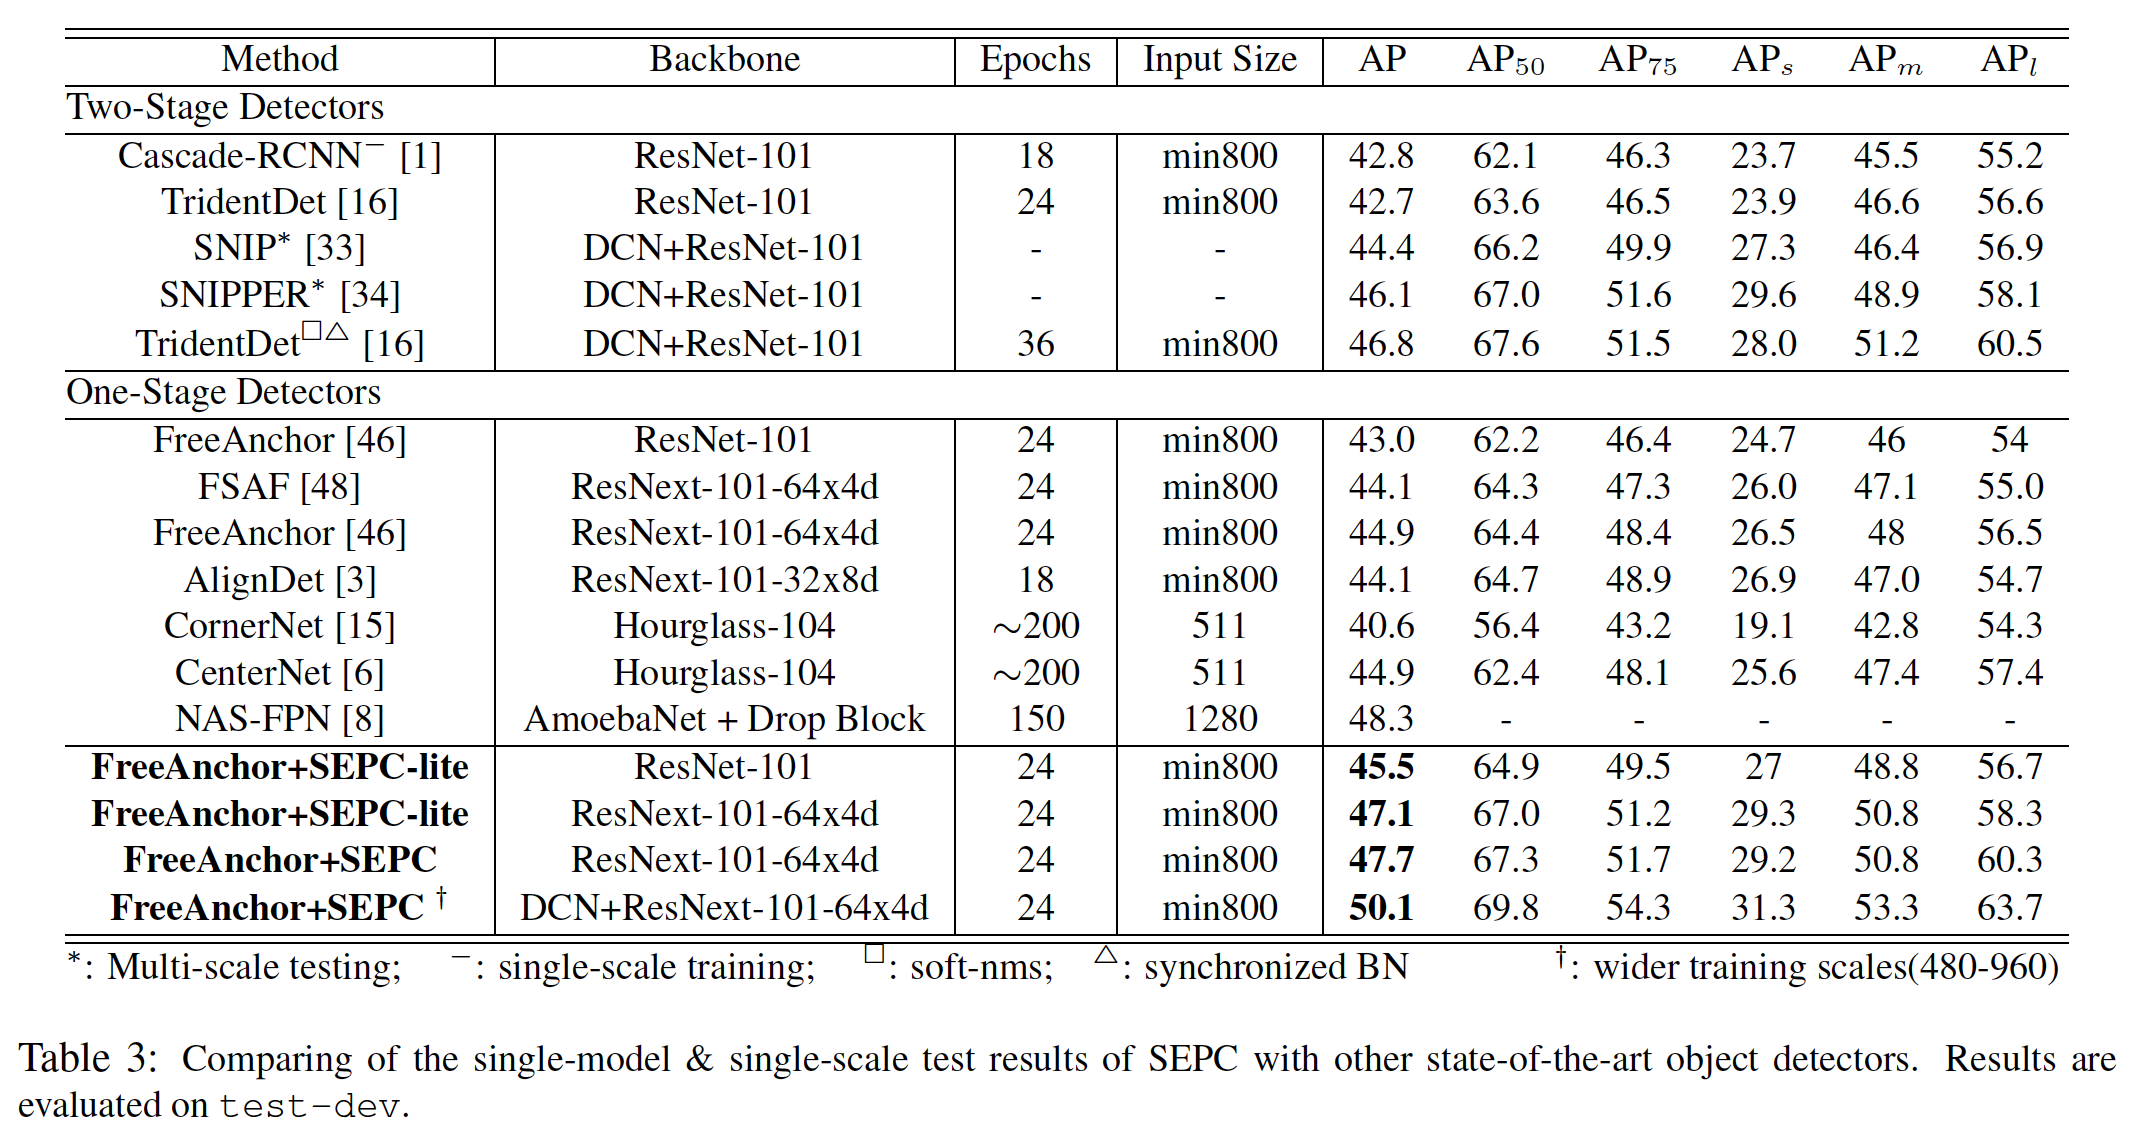 Method Backbone Epochs Input Size AP AP50 AP75 APs APm APl
Two-Stage Detectors
Cascade-RCNN− [1] ResNet-101 18 min800 42.8 62.1 46.3 23.7 45.5 55.2
TridentDet [16] ResNet-101 24 min800 42.7 63.6 46.5 23.9 46.6 56.6
SNIP* [33] DCN+ResNet-101 - - 44.4 66.2 49.9 27.3 46.4 56.9
SNIPPER* [34] DCN+ResNet-101 - - 46.1 67.0 51.6 29.6 48.9 58.1
TridentDet□△ [16] DCN+ResNet-101 36 min800 46.8 67.6 51.5 28.0 51.2 60.5
One-Stage Detectors
FreeAnchor [46] ResNet-101 24 min800 43.0 62.2 46.4 24.7 46 54
FSAF [48] ResNext-101-64x4d 24 min800 44.1 64.3 47.3 26.0 47.1 55.0
FreeAnchor [46] ResNext-101-64x4d 24 min800 44.9 64.4 48.4 26.5 48 56.5
AlignDet [3] ResNext-101-32x8d 18 min800 44.1 64.7 48.9 26.9 47.0 54.7
CornerNet [15] Hourglass-104 ∼200 511 40.6 56.4 43.2 19.1 42.8 54.3
CenterNet [6] Hourglass-104 ∼200 511 44.9 62.4 48.1 25.6 47.4 57.4
NAS-FPN [8] AmoebaNet + Drop Block 150 1280 48.3 - - - - -
FreeAnchor+SEPC-lite ResNet-101 24 min800 45.5 64.9 49.5 27 48.8 56.7
FreeAnchor+SEPC-lite ResNext-101-64x4d 24 min800 47.1 67.0 51.2 29.3 50.8 58.3
FreeAnchor+SEPC ResNext-101-64x4d 24 min800 47.7 67.3 51.7 29.2 50.8 60.3
FreeAnchor+SEPC † DCN+ResNext-101-64x4d 24 min800 50.1 69.8 54.3 31.3 53.3 63.7
*: Multi-scale testing; −: single-scale training; □: soft-nms; △: synchronized BN †: wider training scales(480-960)
Table 3: Comparing of the single-model & single-scale test results of SEPC with other state-of-the-art object detectors. Results are
evaluated on test-dev.